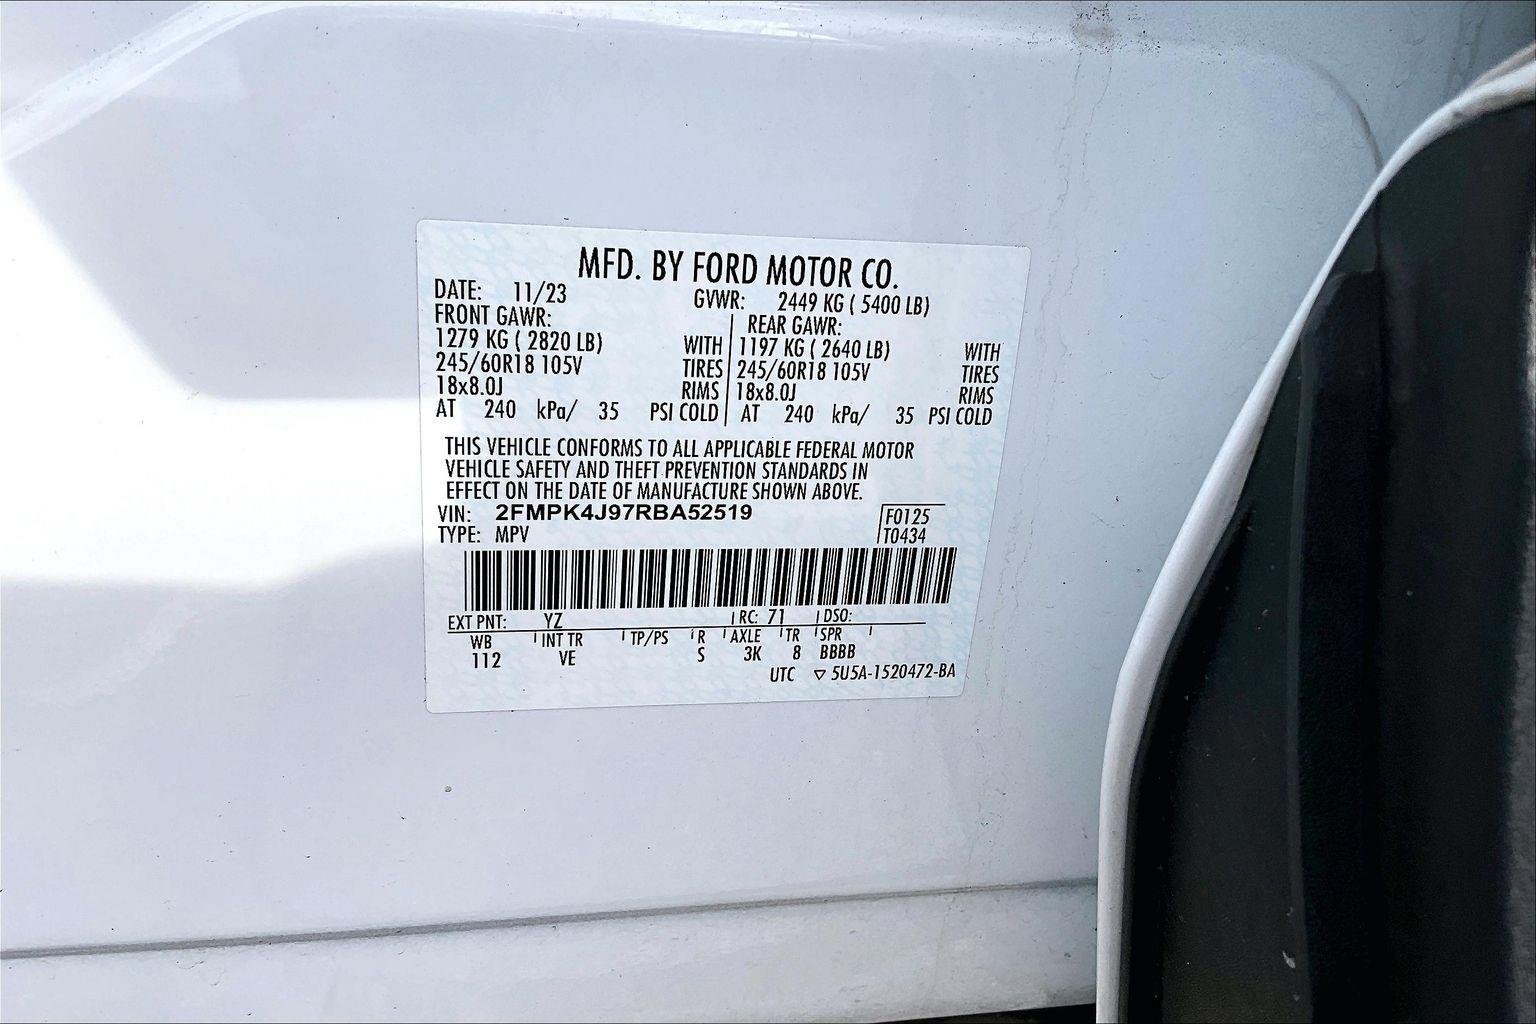 MFD. BY FORD MOTOR CO.
DATE: 11/23 GVWR: 2449 KG ( 5400 LB)
FRONT GAWR: REAR GAWR:
1279 KG ( 2820 LB) WITH 1197 KG ( 2640 LB) WITH
245/60R18 105V TIRES 245/60R18 105V TIRES
18x8.0J RIMS 18x8.0J RIMS
AT 240 kPa/ 35 PSI COLD AT 240 kPa/ 35 PSI COLD
THIS VEHICLE CONFORMS TO ALL APPLICABLE FEDERAL MOTOR
VEHICLE SAFETY AND THEFT PREVENTION STANDARDS IN
EFFECT ON THE DATE OF MANUFACTURE SHOWN ABOVE.
VIN: 2FMPK4J97RBA52519 F0125
TYPE: MPV T0434
EXT PNT: YZ RC: 71 DSO:
WB INT TR TP/PS R AXLE TR SPR
112 VE S 3K 8 BBBB
UTC ▽ 5U5A-1520472-BA